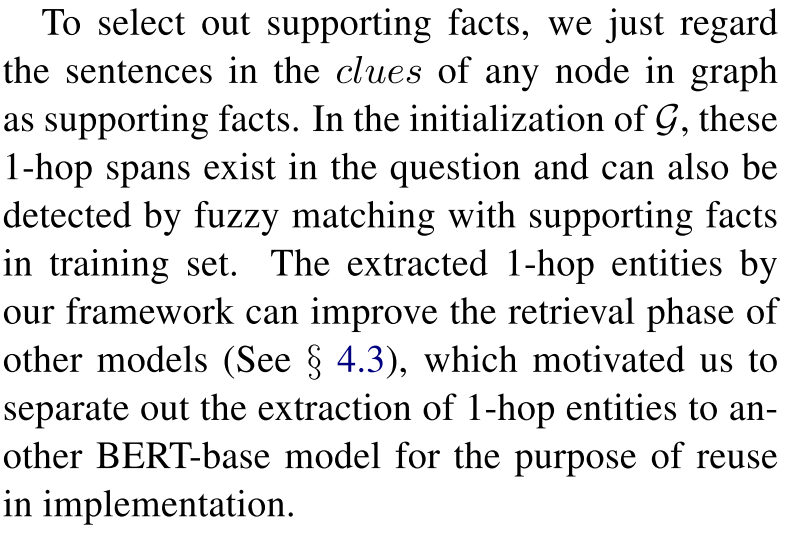 To select out supporting facts, we just regard
the sentences in the clues of any node in graph
as supporting facts. In the initialization of 𝒢, these
1-hop spans exist in the question and can also be
detected by fuzzy matching with supporting facts
in training set. The extracted 1-hop entities by
our framework can improve the retrieval phase of
other models (See § 4.3), which motivated us to
separate out the extraction of 1-hop entities to an-
other BERT-base model for the purpose of reuse
in implementation.